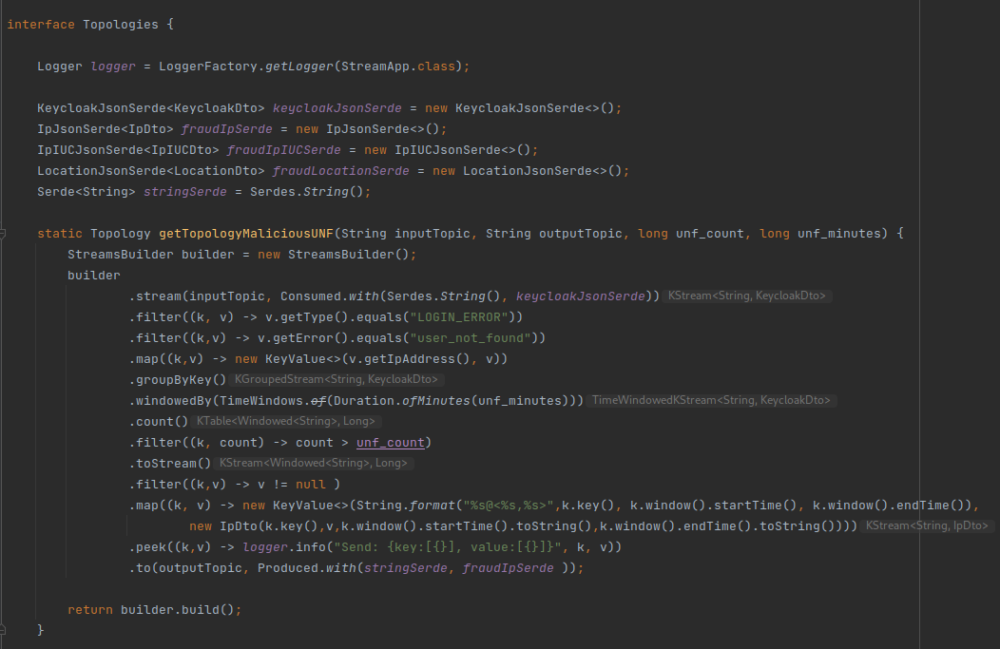 interface Topologies {
Logger logger = LoggerFactory.getLogger(StreamApp.class);
KeycloakJsonSerde<KeycloakDto> keycloakJsonSerde = new KeycloakJsonSerde<>();
IpJsonSerde<IpDto> fraudIpSerde = new IpJsonSerde<>();
IpIUCJsonSerde<IpIUCDto> fraudIpIUCSerde = new IpIUCJsonSerde<>();
LocationJsonSerde<LocationDto> fraudLocationSerde = new LocationJsonSerde<>();
Serde<String> stringSerde = Serdes.String();
static Topology getTopologyMaliciousUNF(String inputTopic, String outputTopic, long unf_count, long unf_minutes) {
StreamsBuilder builder = new StreamsBuilder();
builder
.stream(inputTopic, Consumed.with(Serdes.String(), keycloakJsonSerde)) KStream<String, KeycloakDto>
.filter((k, v) -> v.getType().equals("LOGIN_ERROR"))
.filter((k,v) -> v.getError().equals("user_not_found"))
.map((k,v) -> new KeyValue<>(v.getIpAddress(), v))
.groupByKey() KGroupedStream<String, KeycloakDto>
.windowedBy(TimeWindows.of(Duration.ofMinutes(unf_minutes))) TimeWindowedKStream<String, KeycloakDto>
.count() KTable<Windowed<String>, Long>
.filter((k, count) -> count > unf_count)
.toStream() KStream<Windowed<String>, Long>
.filter((k,v) -> v != null )
.map((k, v) -> new KeyValue<>(String.format("%s@<%s,%s>",k.key(), k.window().startTime(), k.window().endTime()),
new IpDto(k.key(),v,k.window().startTime().toString(),k.window().endTime().toString()))) KStream<String, IpDto>
.peek((k,v) -> logger.info("Send: {key:[{}], value:[{}]}", k, v))
.to(outputTopic, Produced.with(stringSerde, fraudIpSerde ));
return builder.build();
}